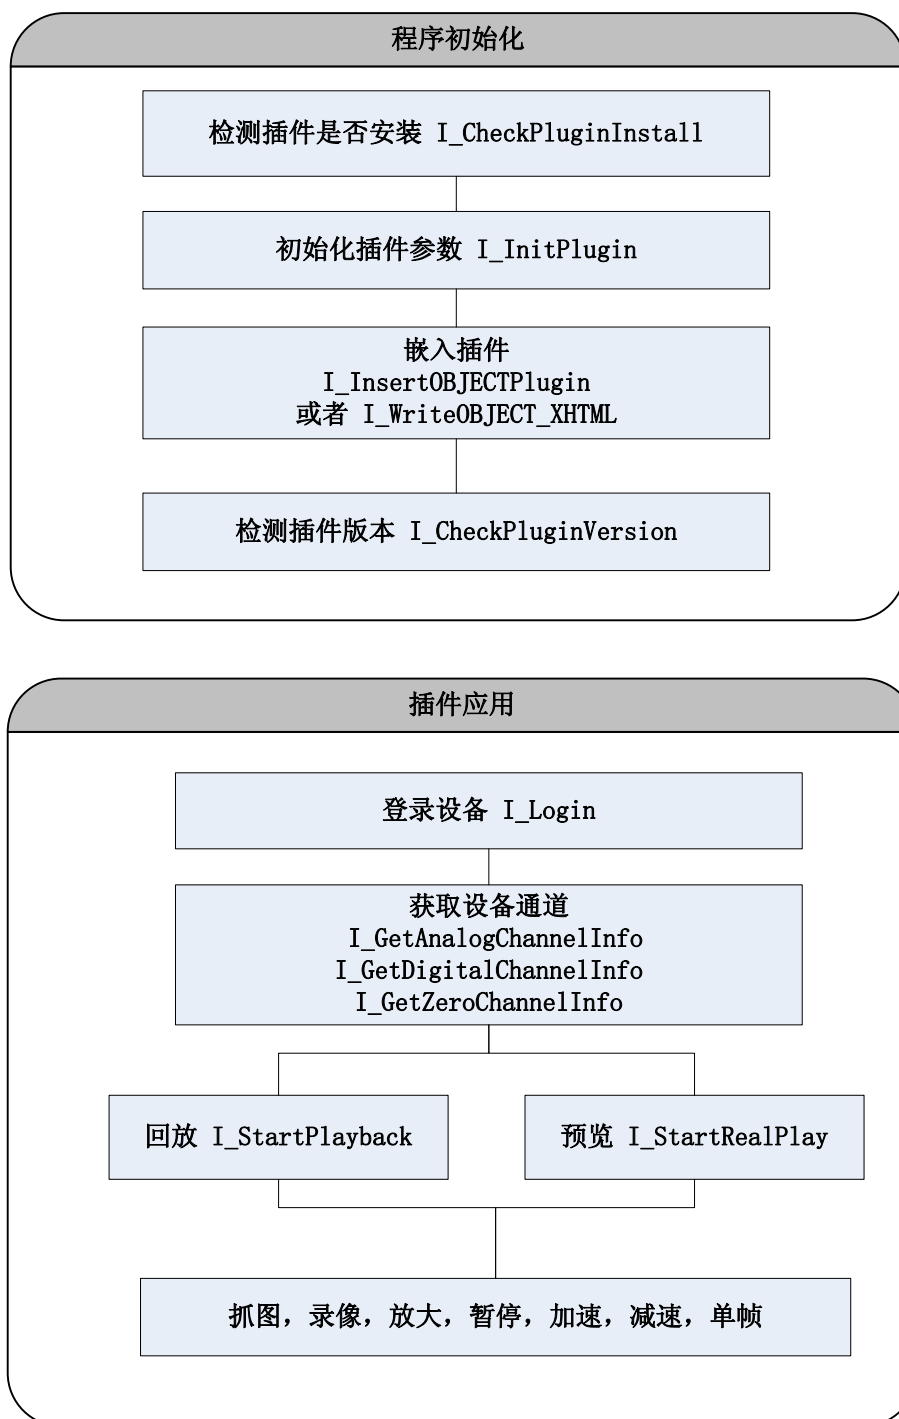 程序初始化
检测插件是否安装 I_CheckPluginInstall
初始化插件参数 I_InitPlugin
嵌入插件
I_InsertOBJECTPlugin
或者 I_WriteOBJECT_XHTML
检测插件版本 I_CheckPluginVersion
插件应用
登录设备 I_Login
获取设备通道
I_GetAnalogChannelInfo
I_GetDigitalChannelInfo
I_GetZeroChannelInfo
回放 I_StartPlayback
预览 I_StartRealPlay
抓图，录像，放大，暂停，加速，减速，单帧